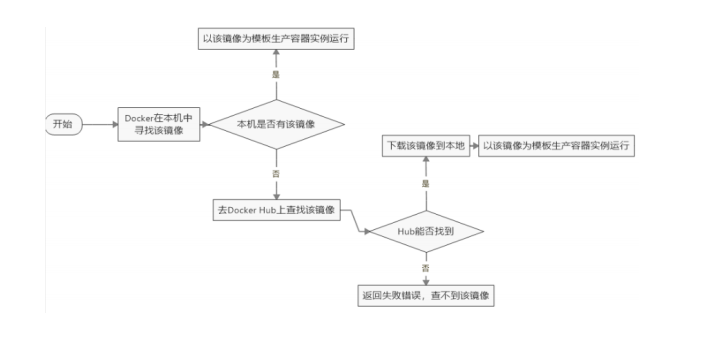 以该镜像为模板生产容器实例运行
是
开始
Docker在本机中
寻找该镜像
本机是否有该镜像
否
下载该镜像到本地
以该镜像为模板生产容器实例运行
是
去Docker Hub上查找该镜像
Hub能否找到
否
返回失败错误，查不到该镜像